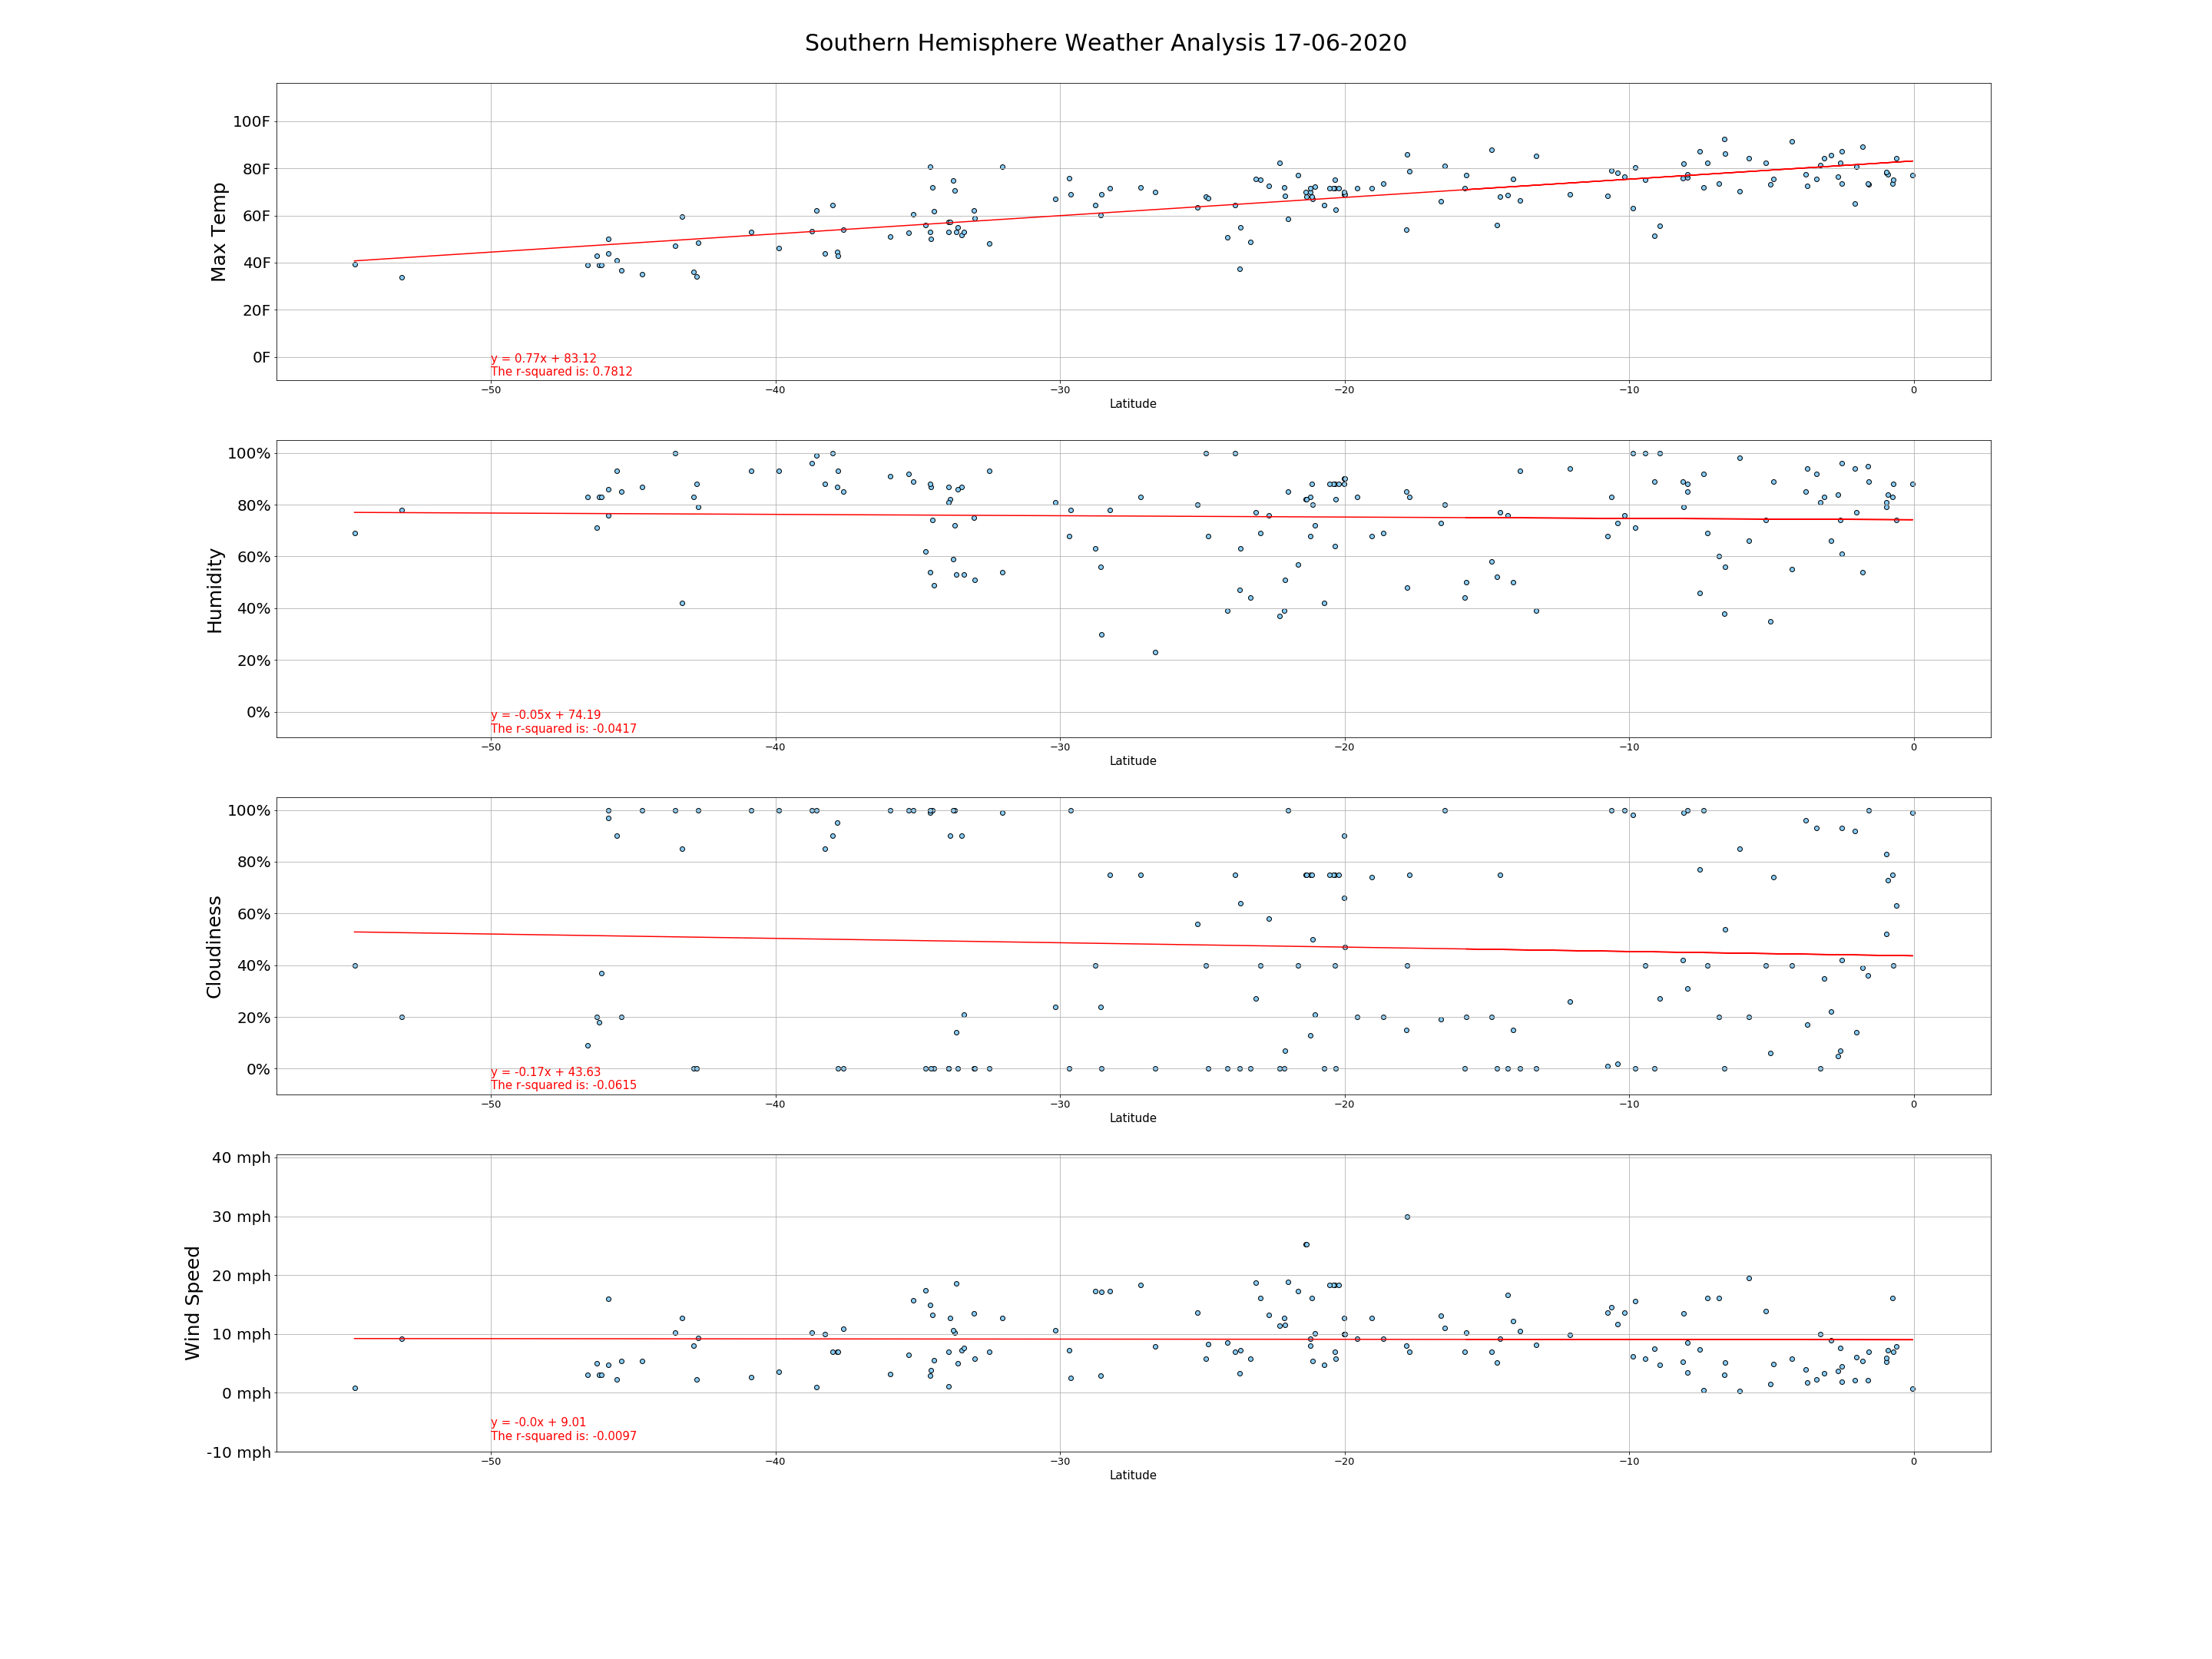 Southern Hemisphere Weather Analysis 17-06-2020
Max Temp
100F
80F
60F
40F
20F
0F
y = 0.77x + 83.12
The r-squared is: 0.7812
−50 −40 −30 −20 −10 0
Latitude
Humidity
100%
80%
60%
40%
20%
0%
y = -0.05x + 74.19
The r-squared is: -0.0417
−50 −40 −30 −20 −10 0
Latitude
Cloudiness
100%
80%
60%
40%
20%
0%
y = -0.17x + 43.63
The r-squared is: -0.0615
−50 −40 −30 −20 −10 0
Latitude
Wind Speed
40 mph
30 mph
20 mph
10 mph
0 mph
-10 mph
y = -0.0x + 9.01
The r-squared is: -0.0097
−50 −40 −30 −20 −10 0
Latitude